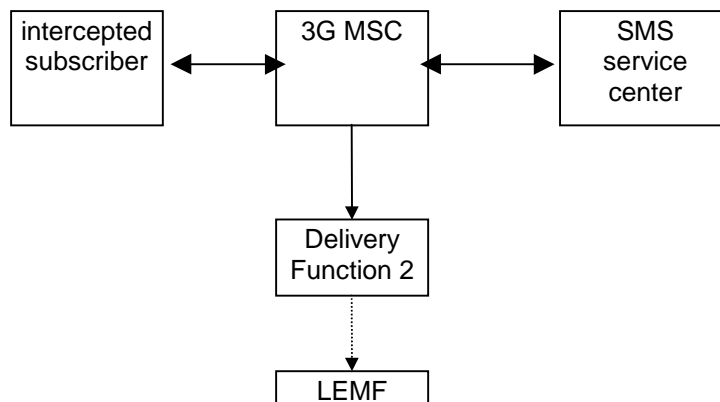 intercepted
subscriber
3G MSC
SMS
service
center
Delivery
Function 2
LEMF